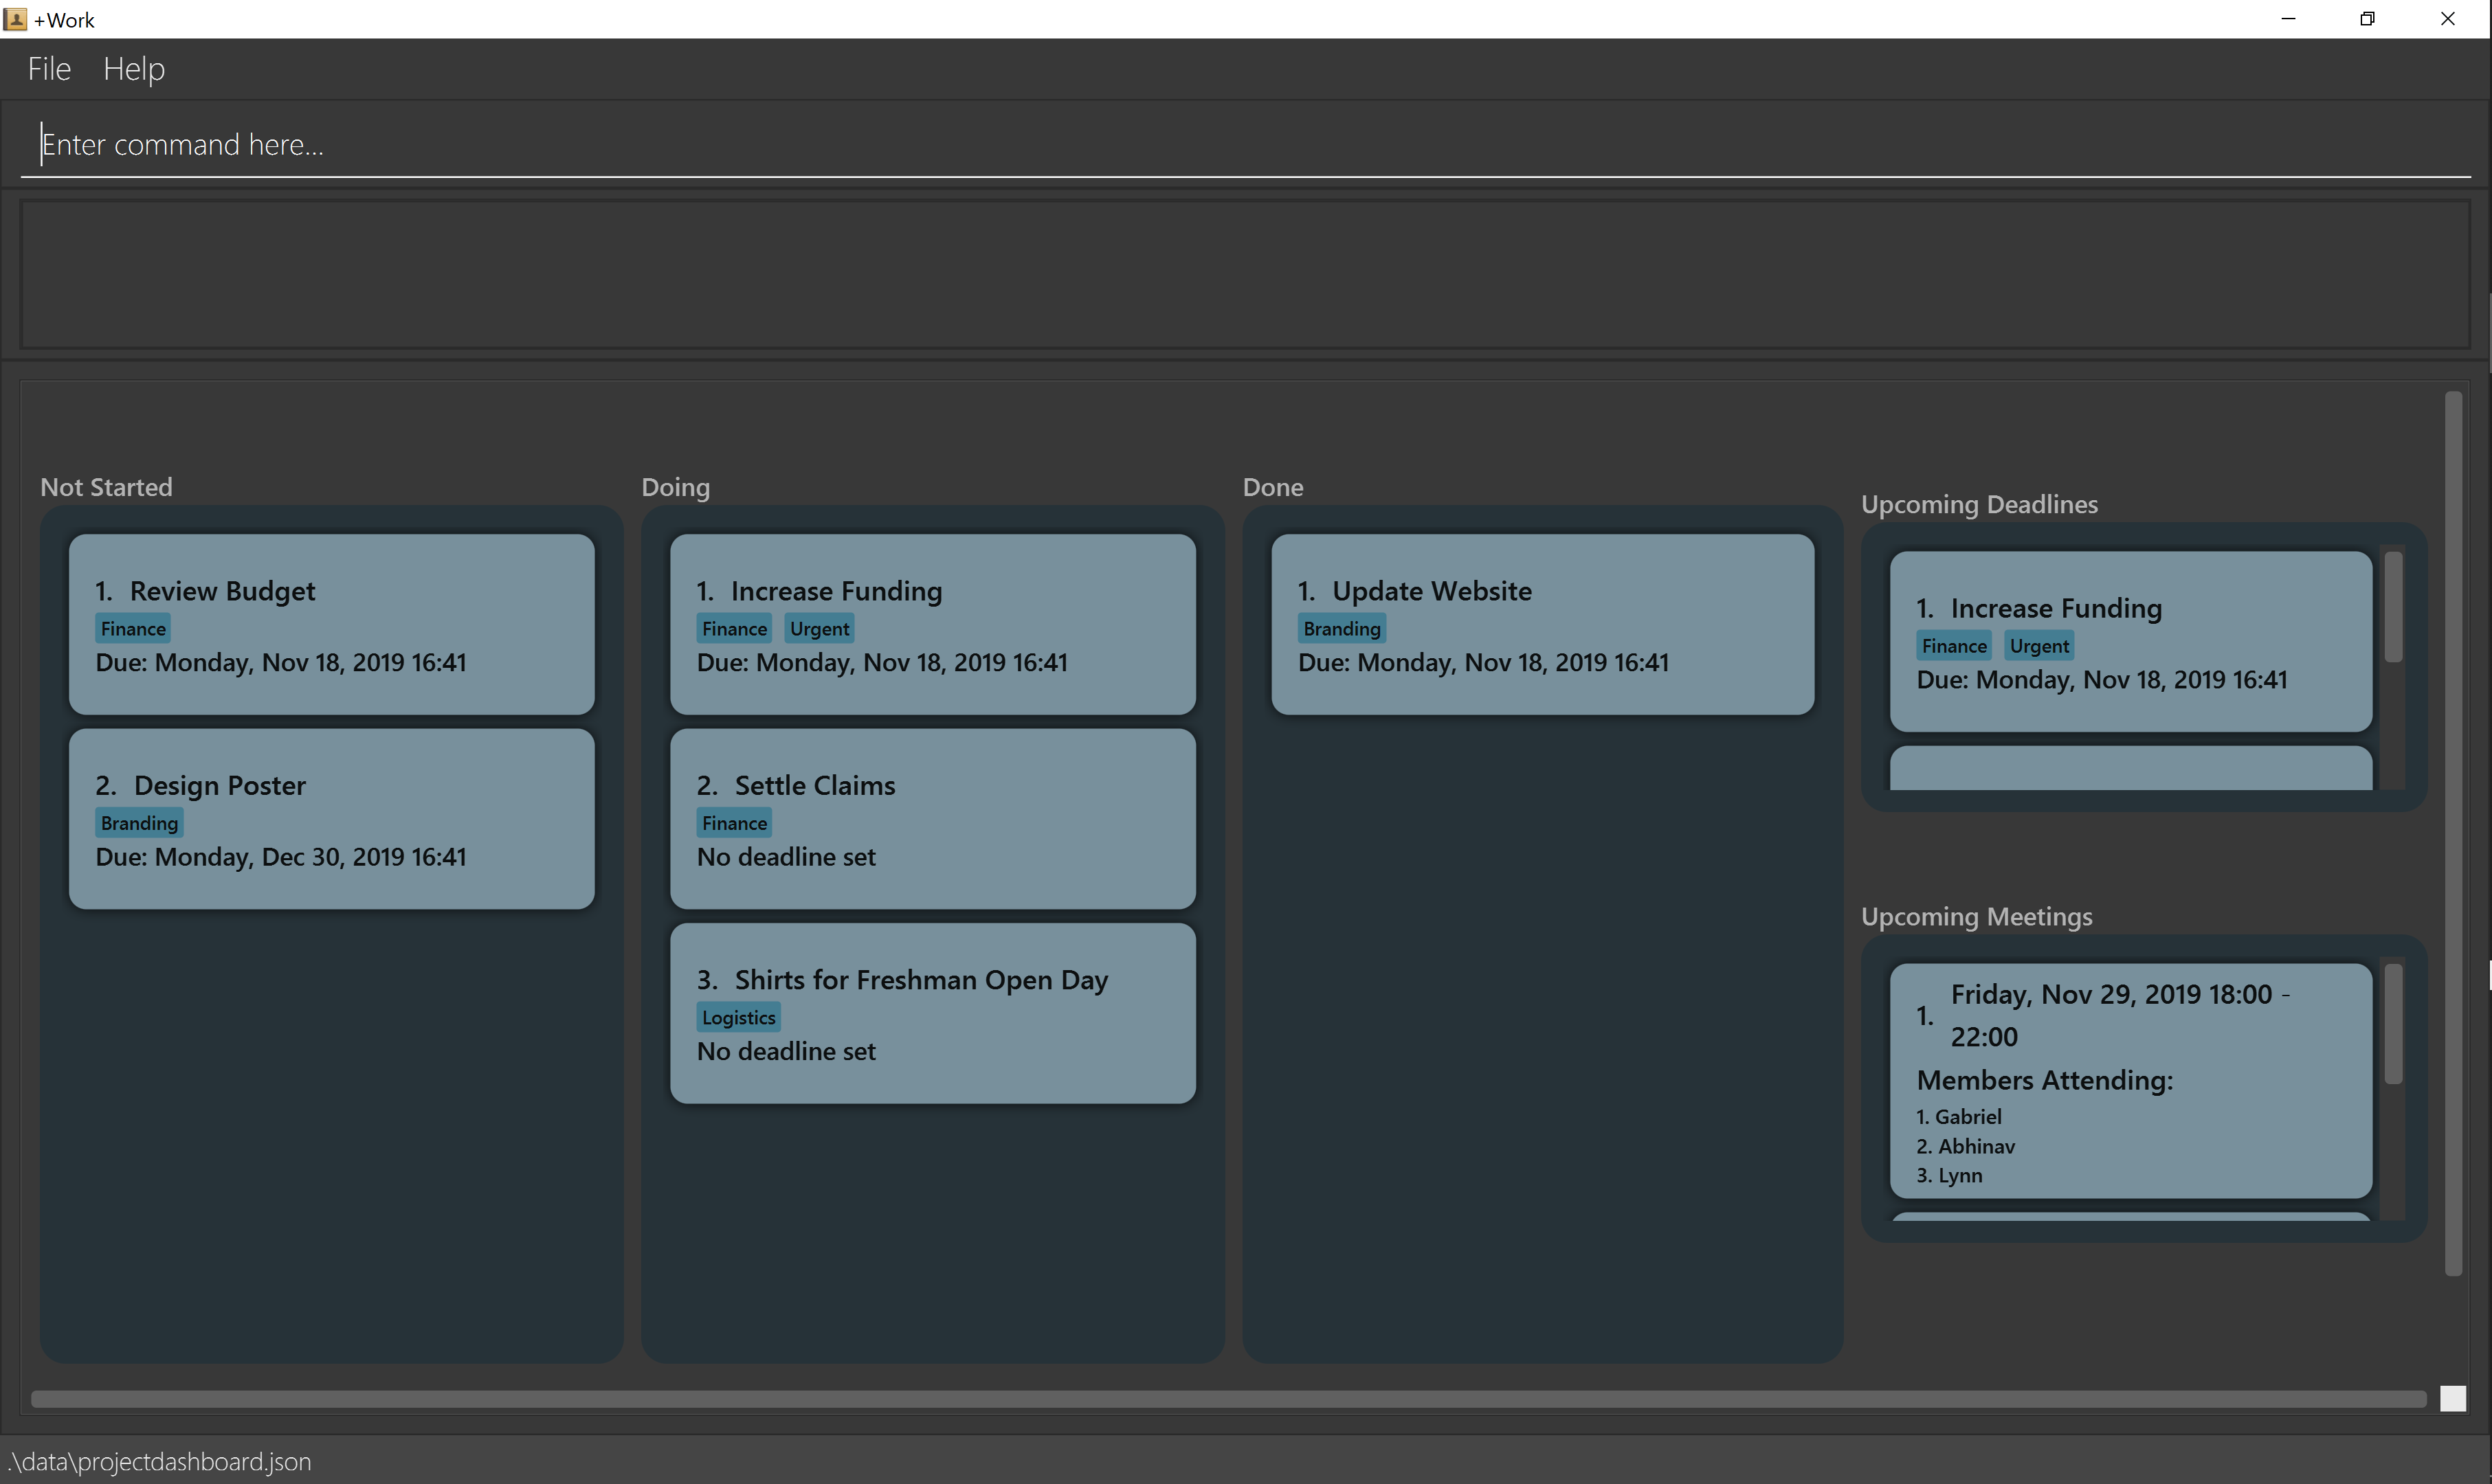 +Work
File Help
Enter command here...
Not Started
1. Review Budget
Finance
Due: Monday, Nov 18, 2019 16:41
2. Design Poster
Branding
Due: Monday, Dec 30, 2019 16:41
Doing
1. Increase Funding
Finance Urgent
Due: Monday, Nov 18, 2019 16:41
2. Settle Claims
Finance
No deadline set
3. Shirts for Freshman Open Day
Logistics
No deadline set
Done
1. Update Website
Branding
Due: Monday, Nov 18, 2019 16:41
Upcoming Deadlines
1. Increase Funding
Finance Urgent
Due: Monday, Nov 18, 2019 16:41
Upcoming Meetings
1. Friday, Nov 29, 2019 18:00 -
22:00
Members Attending:
1. Gabriel
2. Abhinav
3. Lynn
.\data\projectdashboard.json